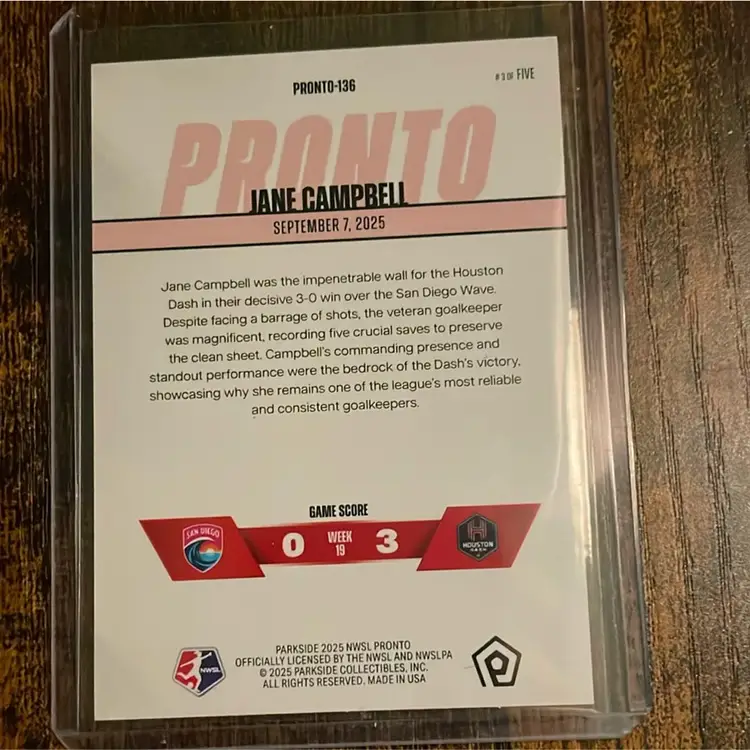 PRONTO-136
# 3 OF FIVE
PRONTO
JANE CAMPBELL
SEPTEMBER 7, 2025
Jane Campbell was the impenetrable wall for the Houston
Dash in their decisive 3-0 win over the San Diego Wave.
Despite facing a barrage of shots, the veteran goalkeeper
was magnificent, recording five crucial saves to preserve
the clean sheet. Campbell's commanding presence and
standout performance were the bedrock of the Dash's victory,
showcasing why she remains one of the league's most reliable
and consistent goalkeepers.
GAME SCORE
SAN DIEGO
0
WEEK
19
3
HOUSTON
DASH
NWSL
PARKSIDE 2025 NWSL PRONTO
OFFICIALLY LICENSED BY THE NWSL AND NWSLPA
© 2025 PARKSIDE COLLECTIBLES, INC.
ALL RIGHTS RESERVED. MADE IN USA